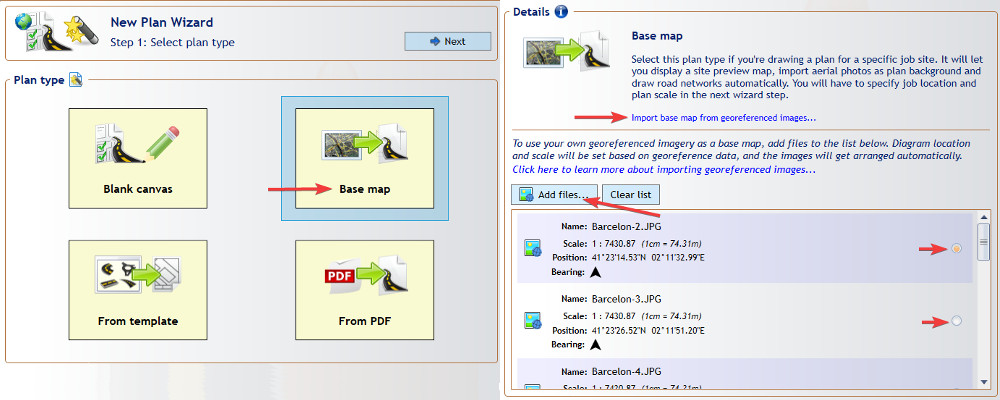 New Plan Wizard
Step 1: Select plan type
Next
Plan type
Blank canvas
Base map
From template
PDF
From PDF
Details
Base map
Select this plan type if you're drawing a plan for a specific job site. It will let
you display a site preview map, import aerial photos as plan background and
draw road networks automatically. You will have to specify job location and
plan scale in the next wizard step.
Import base map from georeferenced images...
To use your own georeferenced imagery as a base map, add files to the list below. Diagram location
and scale will be set based on georeference data, and the images will get arranged automatically.
Click here to learn more about importing georeferenced images...
Add files...
Clear list
Name: Barcelon-2.JPG
Scale: 1 : 7430.87 (1cm = 74.31m)
Position: 41°23'14.53"N 02°11'32.99"E
Bearing:
Name: Barcelon-3.JPG
Scale: 1 : 7430.87 (1cm = 74.31m)
Position: 41°23'26.52"N 02°11'51.20"E
Bearing:
Name: Barcelon-4.JPG
Scale: 1 : 7430.87 (1cm = 74.31m)